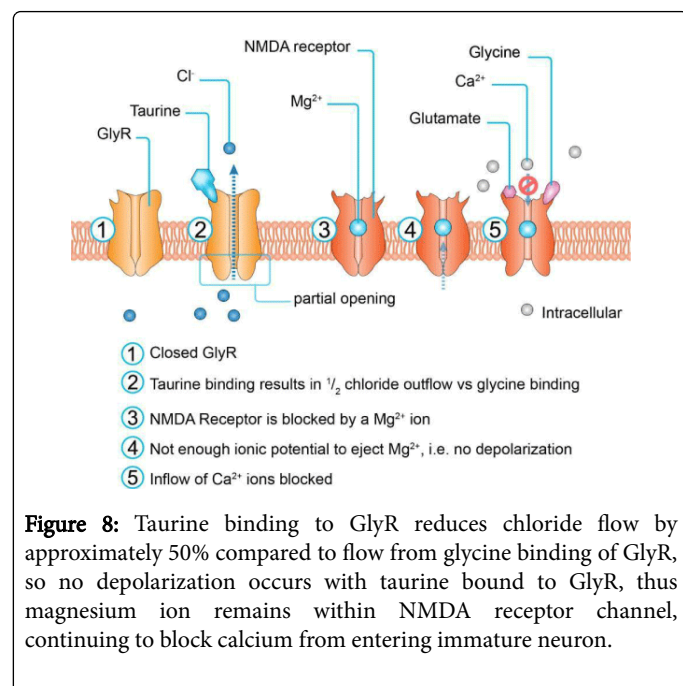 NMDA receptor
Glycine
Cl⁻
Ca²⁺
Mg²⁺
Taurine
Glutamate
GlyR
1
2
3
4
5
partial opening
Intracellular
1 Closed GlyR
2 Taurine binding results in ¹/₂ chloride outflow vs glycine binding
3 NMDA Receptor is blocked by a Mg²⁺ ion
4 Not enough ionic potential to eject Mg²⁺, i.e. no depolarization
5 Inflow of Ca²⁺ ions blocked
Figure 8: Taurine binding to GlyR reduces chloride flow by
approximately 50% compared to flow from glycine binding of GlyR,
so no depolarization occurs with taurine bound to GlyR, thus
magnesium ion remains within NMDA receptor channel,
continuing to block calcium from entering immature neuron.